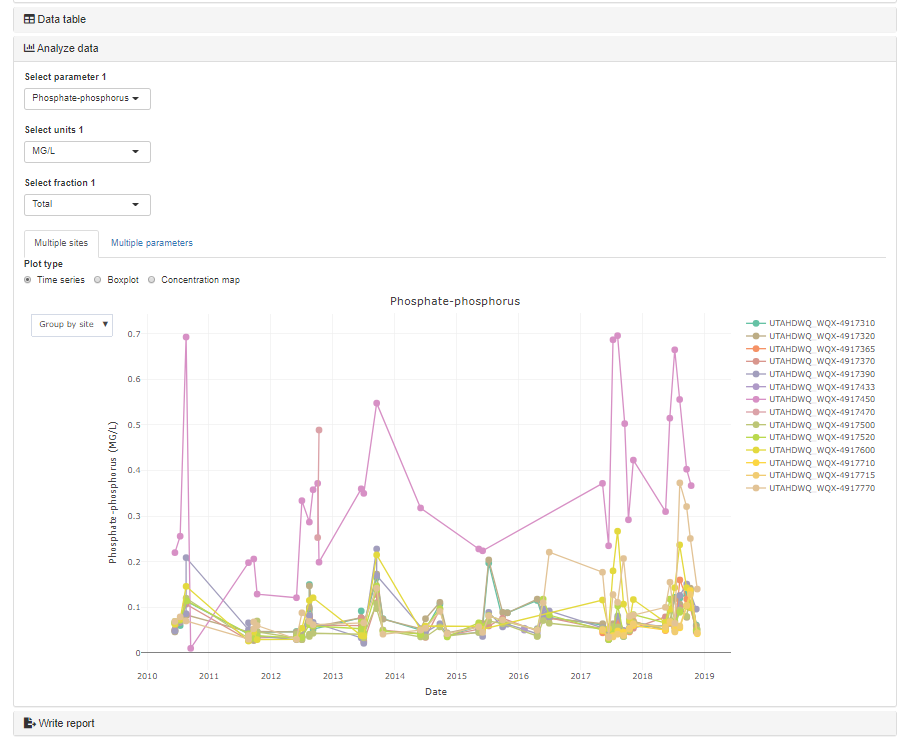 Data table
Analyze data
Select parameter 1
Phosphate-phosphorus
Select units 1
MG/L
Select fraction 1
Total
Multiple sites Multiple parameters
Plot type
Time series Boxplot Concentration map
Phosphate-phosphorus
Group by site
Phosphate-phosphorus (MG/L)
0.7
0.6
0.5
0.4
0.3
0.2
0.1
0
2010 2011 2012 2013 2014 2015 2016 2017 2018 2019
Date
UTAHDWQ_WQX-4917310
UTAHDWQ_WQX-4917320
UTAHDWQ_WQX-4917365
UTAHDWQ_WQX-4917370
UTAHDWQ_WQX-4917390
UTAHDWQ_WQX-4917433
UTAHDWQ_WQX-4917450
UTAHDWQ_WQX-4917470
UTAHDWQ_WQX-4917500
UTAHDWQ_WQX-4917520
UTAHDWQ_WQX-4917600
UTAHDWQ_WQX-4917710
UTAHDWQ_WQX-4917715
UTAHDWQ_WQX-4917770
Write report